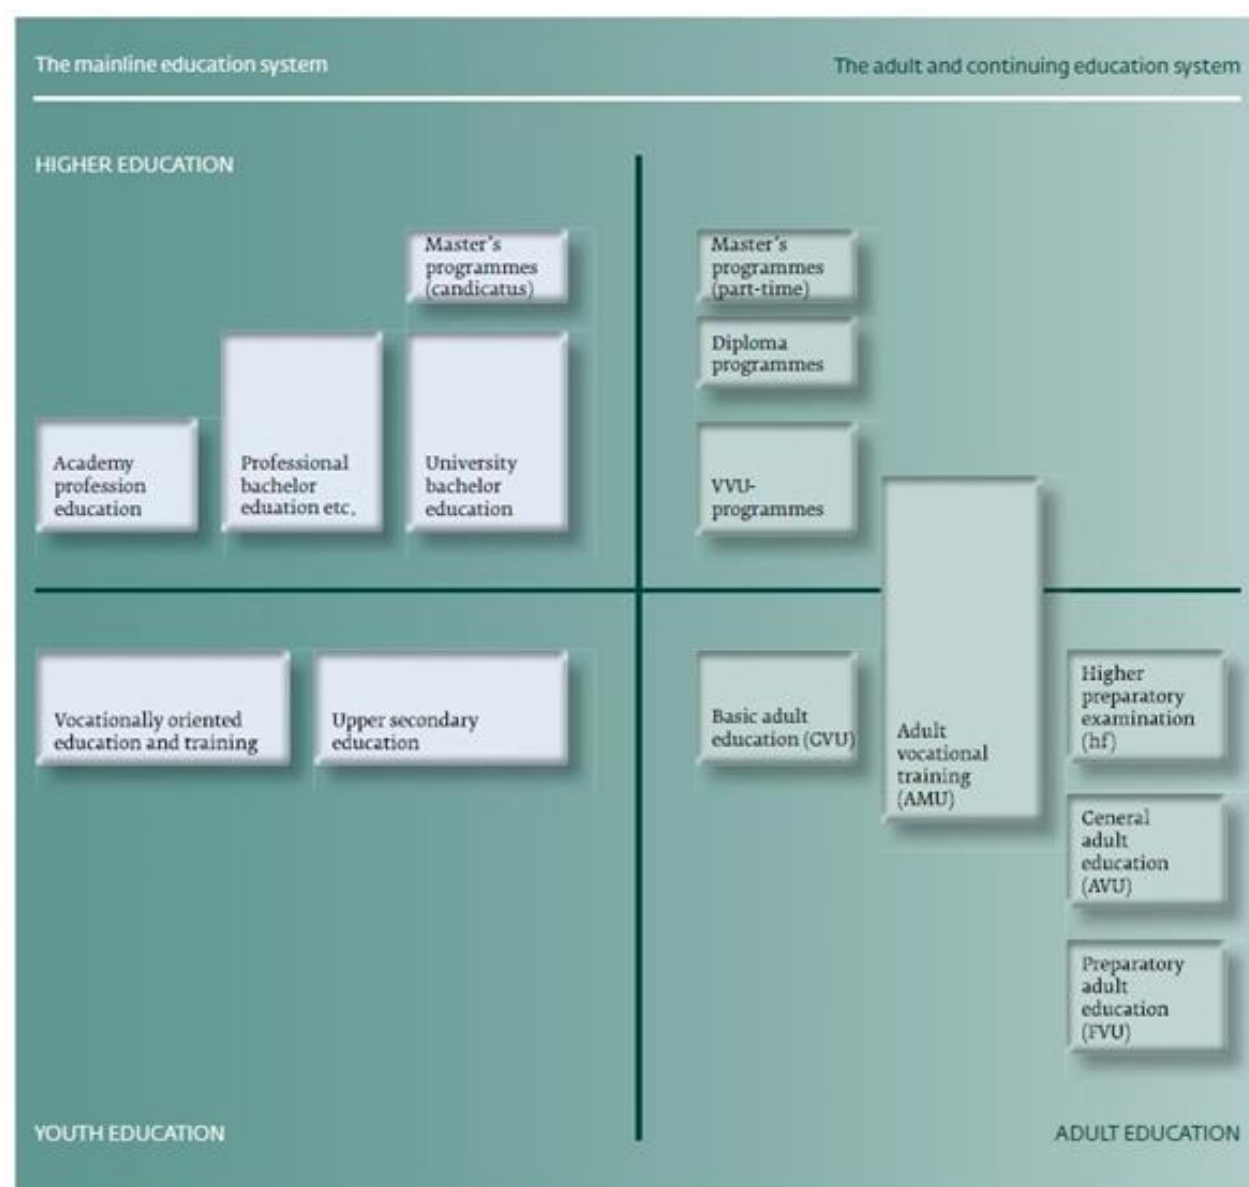 The mainline education system
The adult and continuing education system
HIGHER EDUCATION
Master's
programmes
(candicatus)
Master's
programmes
(part-time)
Diploma
programmes
Academy
profession
education
Professional
bachelor
eduation etc.
University
bachelor
education
VVU-
programmes
Vocationally oriented
education and training
Upper secondary
education
Basic adult
education (GVU)
Adult
vocational
training
(AMU)
Higher
preparatory
examination
(hf)
General
adult
education
(AVU)
Preparatory
adult
education
(FVU)
YOUTH EDUCATION
ADULT EDUCATION